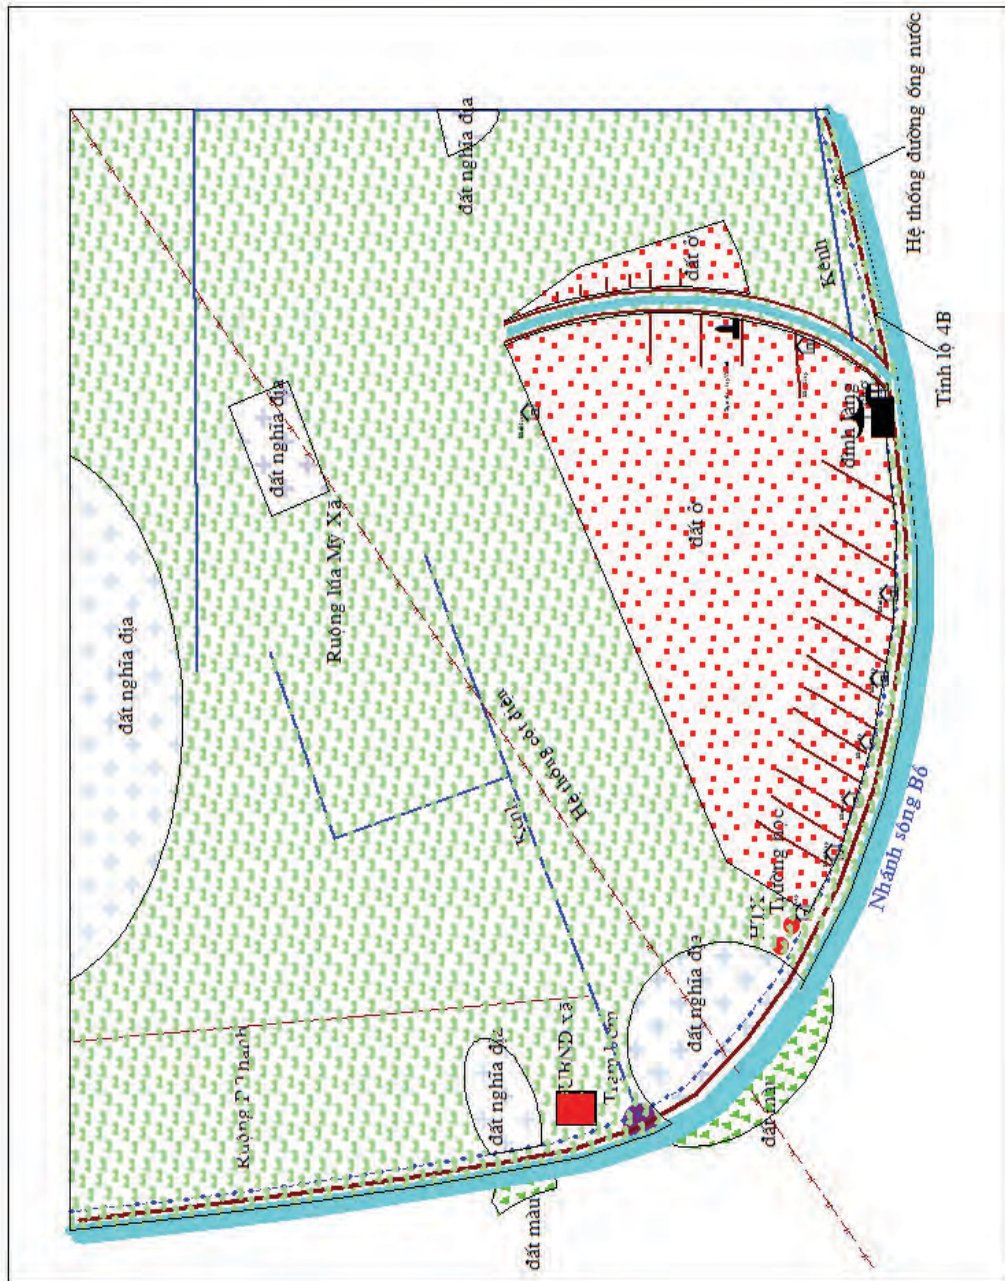 đất nghĩa địa
Hệ thống đường ống nước
đất ở
Kênh
Tỉnh lộ 4B
đình làng
đất nghĩa địa
Ruộng lúa Mỹ Xá
đất nghĩa địa
đất ở
Hệ thống cột điện
Nhánh sông Bồ
Trường học
HTX
đất nghĩa địa
Ruộng
đất nghĩa địa
UBND xã
Trạm bơm
đất màu
đất màu